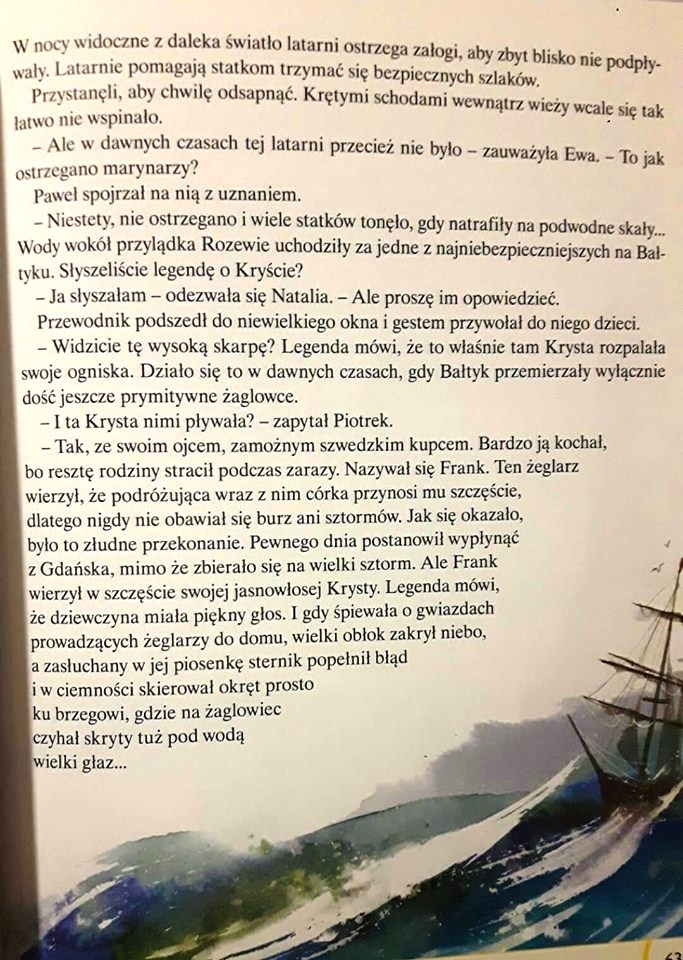 W nocy widoczne z daleka światło latarni ostrzega załogi, aby zbyt blisko nie podpły-
wały. Latarnie pomagają statkom trzymać się bezpiecznych szlaków.
Przystanęli, aby chwilę odsapnąć. Krętymi schodami wewnątrz wieży wcale się tak
łatwo nie wspinało.
– Ale w dawnych czasach tej latarni przecież nie było – zauważyła Ewa. – To jak
ostrzegano marynarzy?
Paweł spojrzał na nią z uznaniem.
– Niestety, nie ostrzegano i wiele statków tonęło, gdy natrafiły na podwodne skały...
Wody wokół przylądka Rozewie uchodziły za jedne z najniebezpieczniejszych na Bał-
tyku. Słyszeliście legendę o Kryście?
– Ja słyszałam – odezwała się Natalia. – Ale proszę im opowiedzieć.
Przewodnik podszedł do niewielkiego okna i gestem przywołał do niego dzieci.
– Widzicie tę wysoką skarpę? Legenda mówi, że to właśnie tam Krysta rozpalała
swoje ogniska. Działo się to w dawnych czasach, gdy Bałtyk przemierzały wyłącznie
dość jeszcze prymitywne żaglowce.
– I ta Krysta nimi pływała? – zapytał Piotrek.
– Tak, ze swoim ojcem, zamożnym szwedzkim kupcem. Bardzo ją kochał,
bo resztę rodziny stracił podczas zarazy. Nazywał się Frank. Ten żeglarz
wierzył, że podróżująca wraz z nim córka przynosi mu szczęście,
dlatego nigdy nie obawiał się burz ani sztormów. Jak się okazało,
było to złudne przekonanie. Pewnego dnia postanowił wypłynąć
z Gdańska, mimo że zbierało się na wielki sztorm. Ale Frank
wierzył w szczęście swojej jasnowłosej Krysty. Legenda mówi,
że dziewczyna miała piękny głos. I gdy śpiewała o gwiazdach
prowadzących żeglarzy do domu, wielki obłok zakrył niebo,
a zasłuchany w jej piosenkę sternik popełnił błąd
i w ciemności skierował okręt prosto
ku brzegowi, gdzie na żaglowiec
czyhał skryty tuż pod wodą
wielki głaz...
63